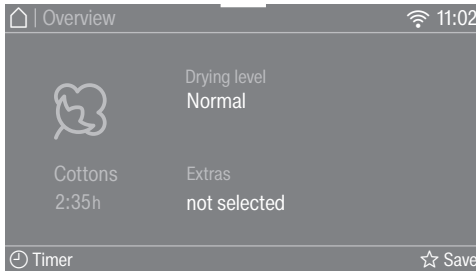 | Overview 11:02
Drying level
Normal
Cottons
2:35h
Extras
not selected
Timer
Save